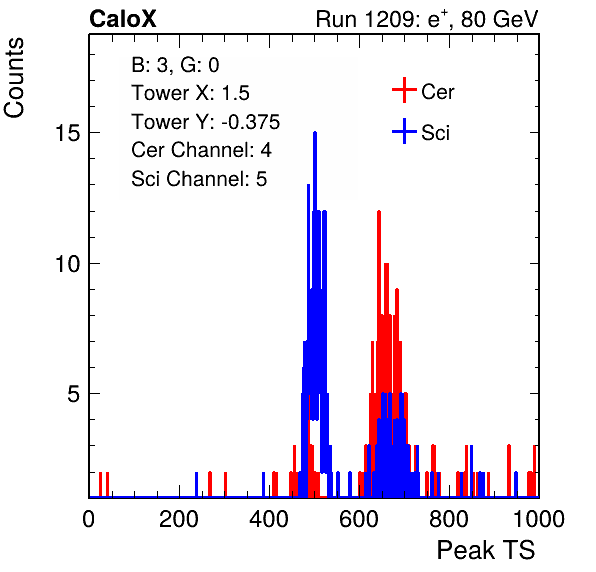 CaloX Run 1209: e⁺, 80 GeV
Counts
B: 3, G: 0
Tower X: 1.5
Tower Y: -0.375
Cer Channel: 4
Sci Channel: 5
Cer
Sci
15
10
5
0 200 400 600 800 1000
Peak TS